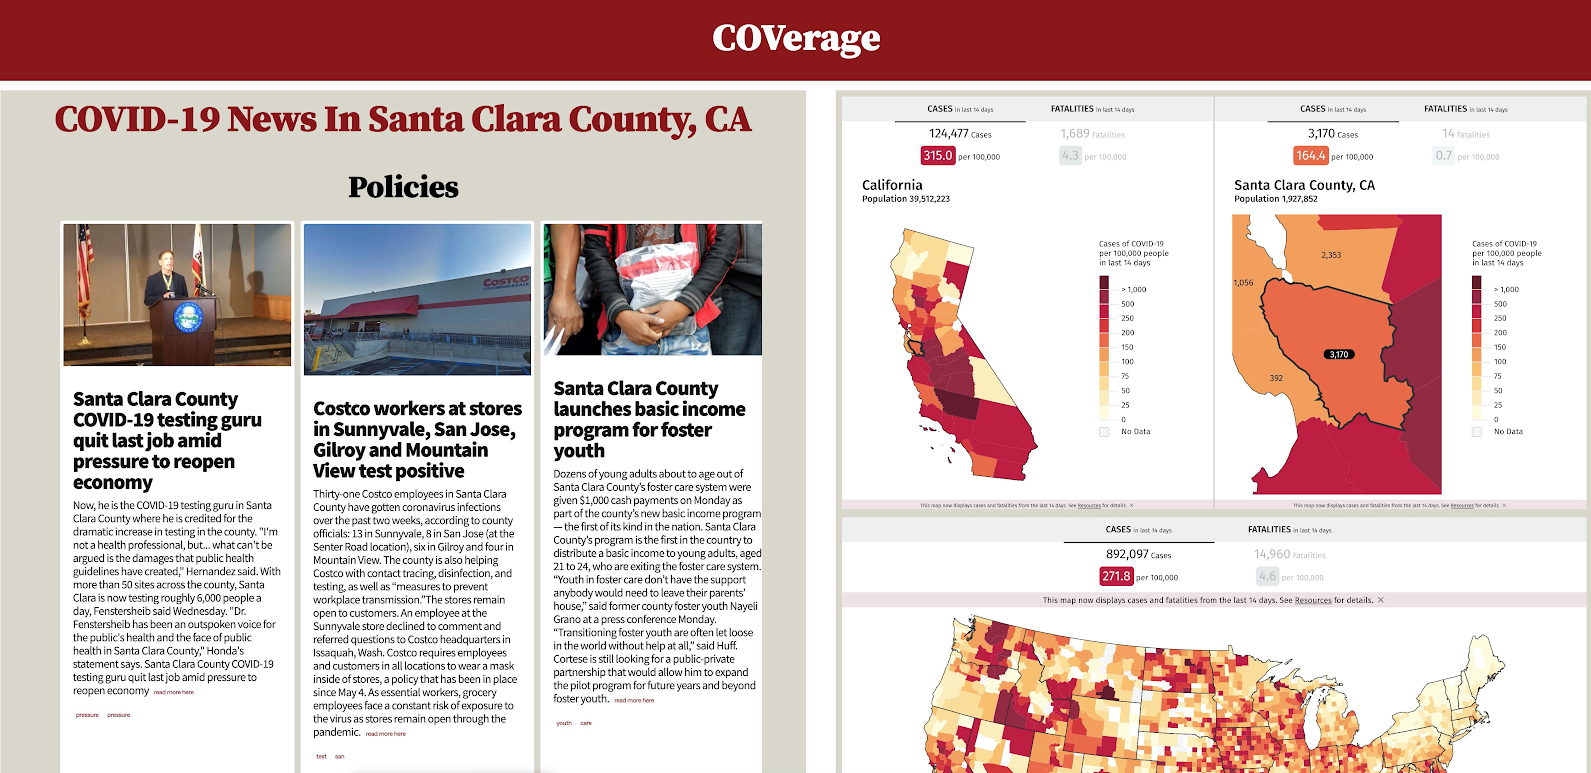 COVerage
COVID-19 News In Santa Clara County, CA
Policies
COSTCO
WHOLESALE
Santa Clara County
COVID-19 testing guru
quit last job amid
pressure to reopen
economy
Now, he is the COVID-19 testing guru in Santa
Clara County where he is credited for the
dramatic increase in testing in the county. "I'm
not a health professional, but... what can't be
argued is the damages that public health
guidelines have created," Hernandez said. With
more than 50 sites across the county, Santa
Clara is now testing roughly 6,000 people a
day, Fenstersheib said Wednesday. "Dr.
Fenstersheib has been an outspoken voice for
the public's health and the face of public
health in Santa Clara County," Honda's
statement says. Santa Clara County COVID-19
testing guru quit last job amid pressure to
reopen economy read more here
pressure pressure
Costco workers at stores
in Sunnyvale, San Jose,
Gilroy and Mountain
View test positive
Thirty-one Costco employees in Santa Clara
County have gotten coronavirus infections
over the past two weeks, according to county
officials: 13 in Sunnyvale, 8 in San Jose (at the
Senter Road location), six in Gilroy and four in
Mountain View. The county is also helping
Costco with contact tracing, disinfection, and
testing, as well as “measures to prevent
workplace transmission.”The stores remain
open to customers. An employee at the
Sunnyvale store declined to comment and
referred questions to Costco headquarters in
Issaquah, Wash. Costco requires employees
and customers in all locations to wear a mask
inside of stores, a policy that has been in place
since May 4. As essential workers, grocery
employees face a constant risk of exposure to
the virus as stores remain open through the
pandemic. read more here
test san
Santa Clara County
launches basic income
program for foster
youth
Dozens of young adults about to age out of
Santa Clara County’s foster care system were
given $1,000 cash payments on Monday as
part of the county’s new basic income program
— the first of its kind in the nation. Santa Clara
County’s program is the first in the country to
distribute a basic income to young adults, aged
21 to 24, who are exiting the foster care system.
“Youth in foster care don’t have the support
anybody would need to leave their parents’
house,” said former county foster youth Nayeli
Grano at a press conference Monday.
“Transitioning foster youth are often let loose
in the world without help at all,” said Huff.
Cortese is still looking for a public-private
partnership that would allow him to expand
the pilot program for future years and beyond
foster youth. read more here
youth care
CASES in last 14 days FATALITIES in last 14 days
124,477 Cases 1,689 Fatalities
315.0 per 100,000 4.3 per 100,000
California
Population 39,512,223
Cases of COVID-19
per 100,000 people
in last 14 days
> 1,000
500
250
200
150
100
75
50
25
0
No Data
This map now displays cases and fatalities from the last 14 days. See Resources for details. ×
CASES in last 14 days FATALITIES in last 14 days
3,170 Cases 14 Fatalities
164.4 per 100,000 0.7 per 100,000
Santa Clara County, CA
Population 1,927,852
2,353
1,056
3,170
392
Cases of COVID-19
per 100,000 people
in last 14 days
> 1,000
500
250
200
150
100
75
50
25
0
No Data
This map now displays cases and fatalities from the last 14 days. See Resources for details. ×
CASES in last 14 days FATALITIES in last 14 days
892,097 Cases 14,960 Fatalities
271.8 per 100,000 4.6 per 100,000
This map now displays cases and fatalities from the last 14 days. See Resources for details. ×